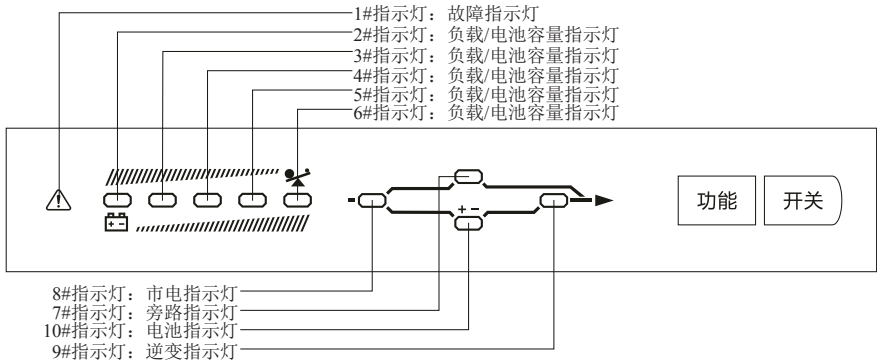 1#指示灯：故障指示灯
2#指示灯：负载/电池容量指示灯
3#指示灯：负载/电池容量指示灯
4#指示灯：负载/电池容量指示灯
5#指示灯：负载/电池容量指示灯
6#指示灯：负载/电池容量指示灯
功能 开关
8#指示灯：市电指示灯
7#指示灯：旁路指示灯
10#指示灯：电池指示灯
9#指示灯：逆变指示灯